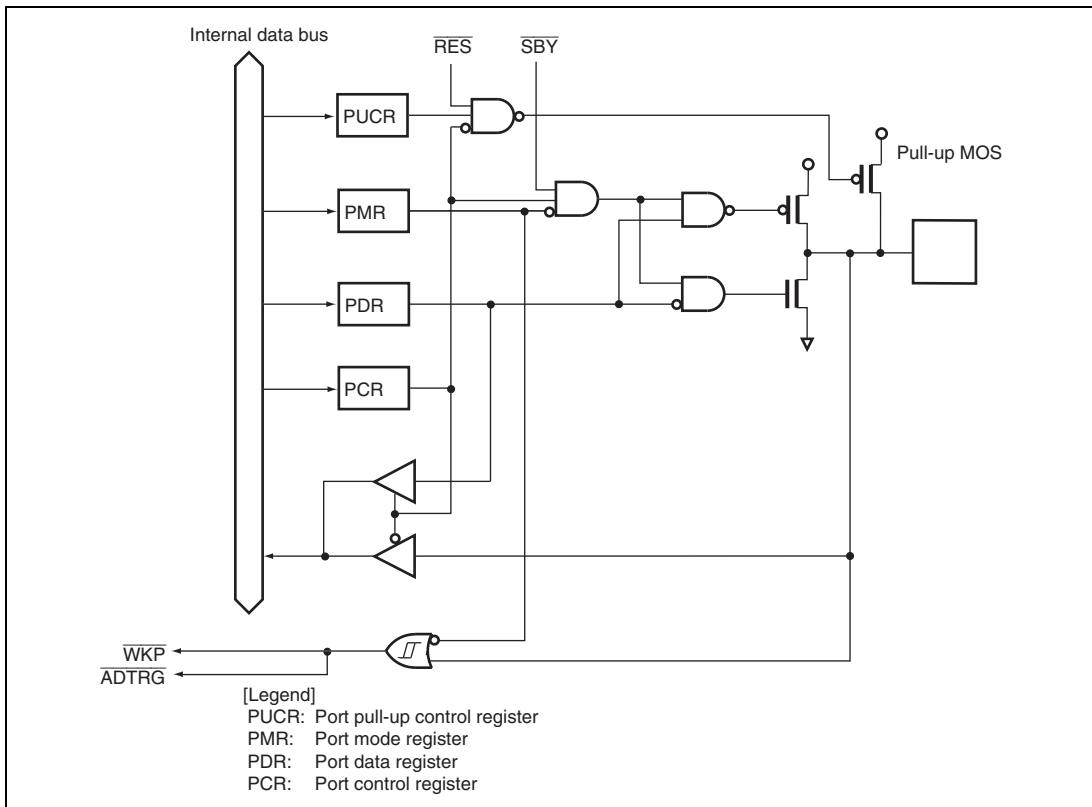 Internal data bus
RES
SBY
PUCR
Pull-up MOS
PMR
PDR
PCR
WKP
ADTRG
[Legend]
PUCR: Port pull-up control register
PMR: Port mode register
PDR: Port data register
PCR: Port control register